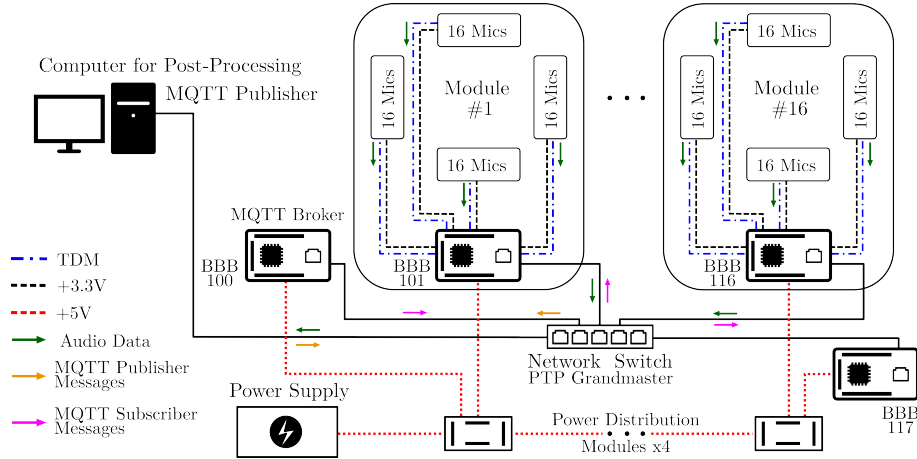 Computer for Post-Processing
MQTT Publisher
16 Mics
16 Mics
Module
#1
16 Mics
16 Mics
16 Mics
16 Mics
Module
#16
16 Mics
16 Mics
MQTT Broker
BBB
100
BBB
101
BBB
116
TDM
+3.3V
+5V
Audio Data
MQTT Publisher
Messages
MQTT Subscriber
Messages
Network Switch
PTP Grandmaster
Power Supply
Power Distribution
Modules x4
BBB
117